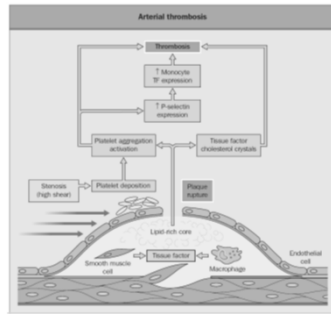 Arterial thrombosis
Thrombosis
↑ Monocyte
TF expression
↑ P-selectin
expression
Platelet aggregation
activation
Tissue factor
cholesterol crystals
Stenosis
(high shear)
Platelet deposition
Plaque
rupture
Lipid-rich core
Endothelial
cell
Smooth muscle
cell
Tissue factor
Macrophage